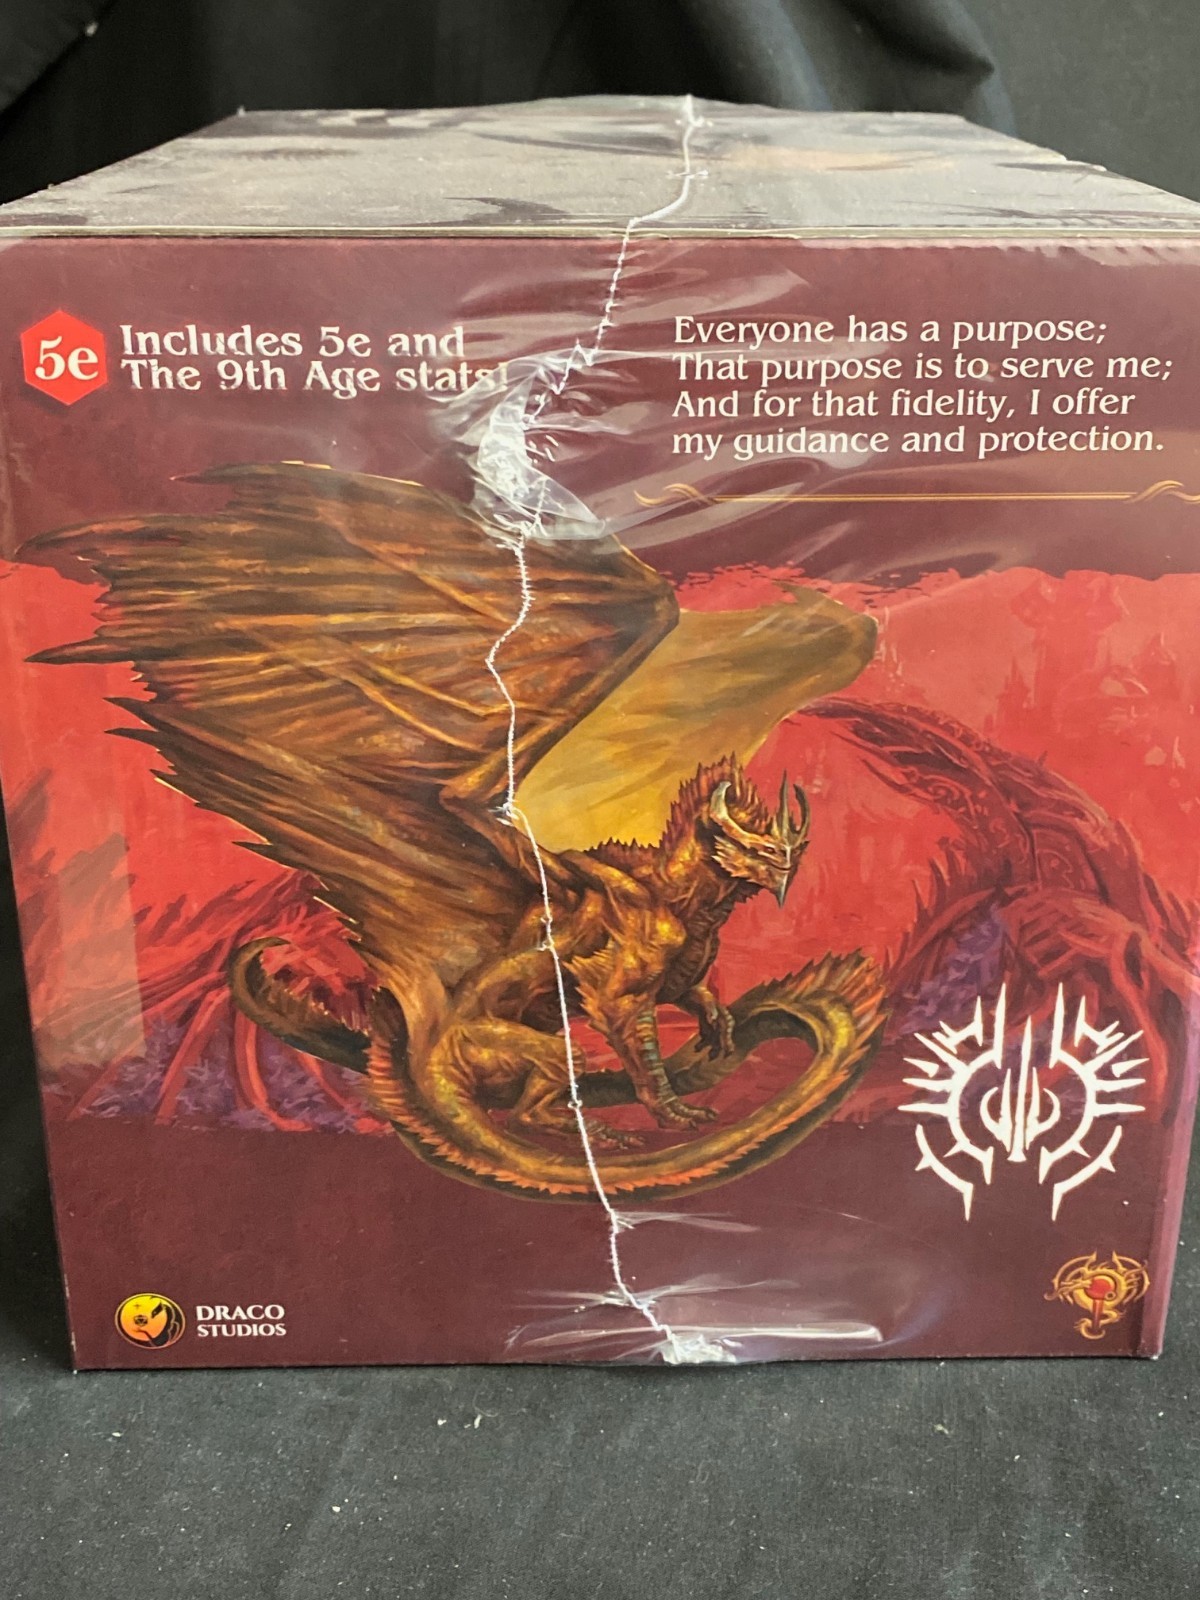 5e
Includes 5e and
The 9th Age stats!
Everyone has a purpose;
That purpose is to serve me;
And for that fidelity, I offer
my guidance and protection.
DRACO
STUDIOS